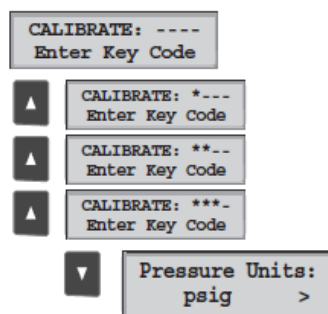 CALIBRATE: ----
Enter Key Code
CALIBRATE: *---
Enter Key Code
CALIBRATE: **--
Enter Key Code
CALIBRATE: ***-
Enter Key Code
Pressure Units:
psig >